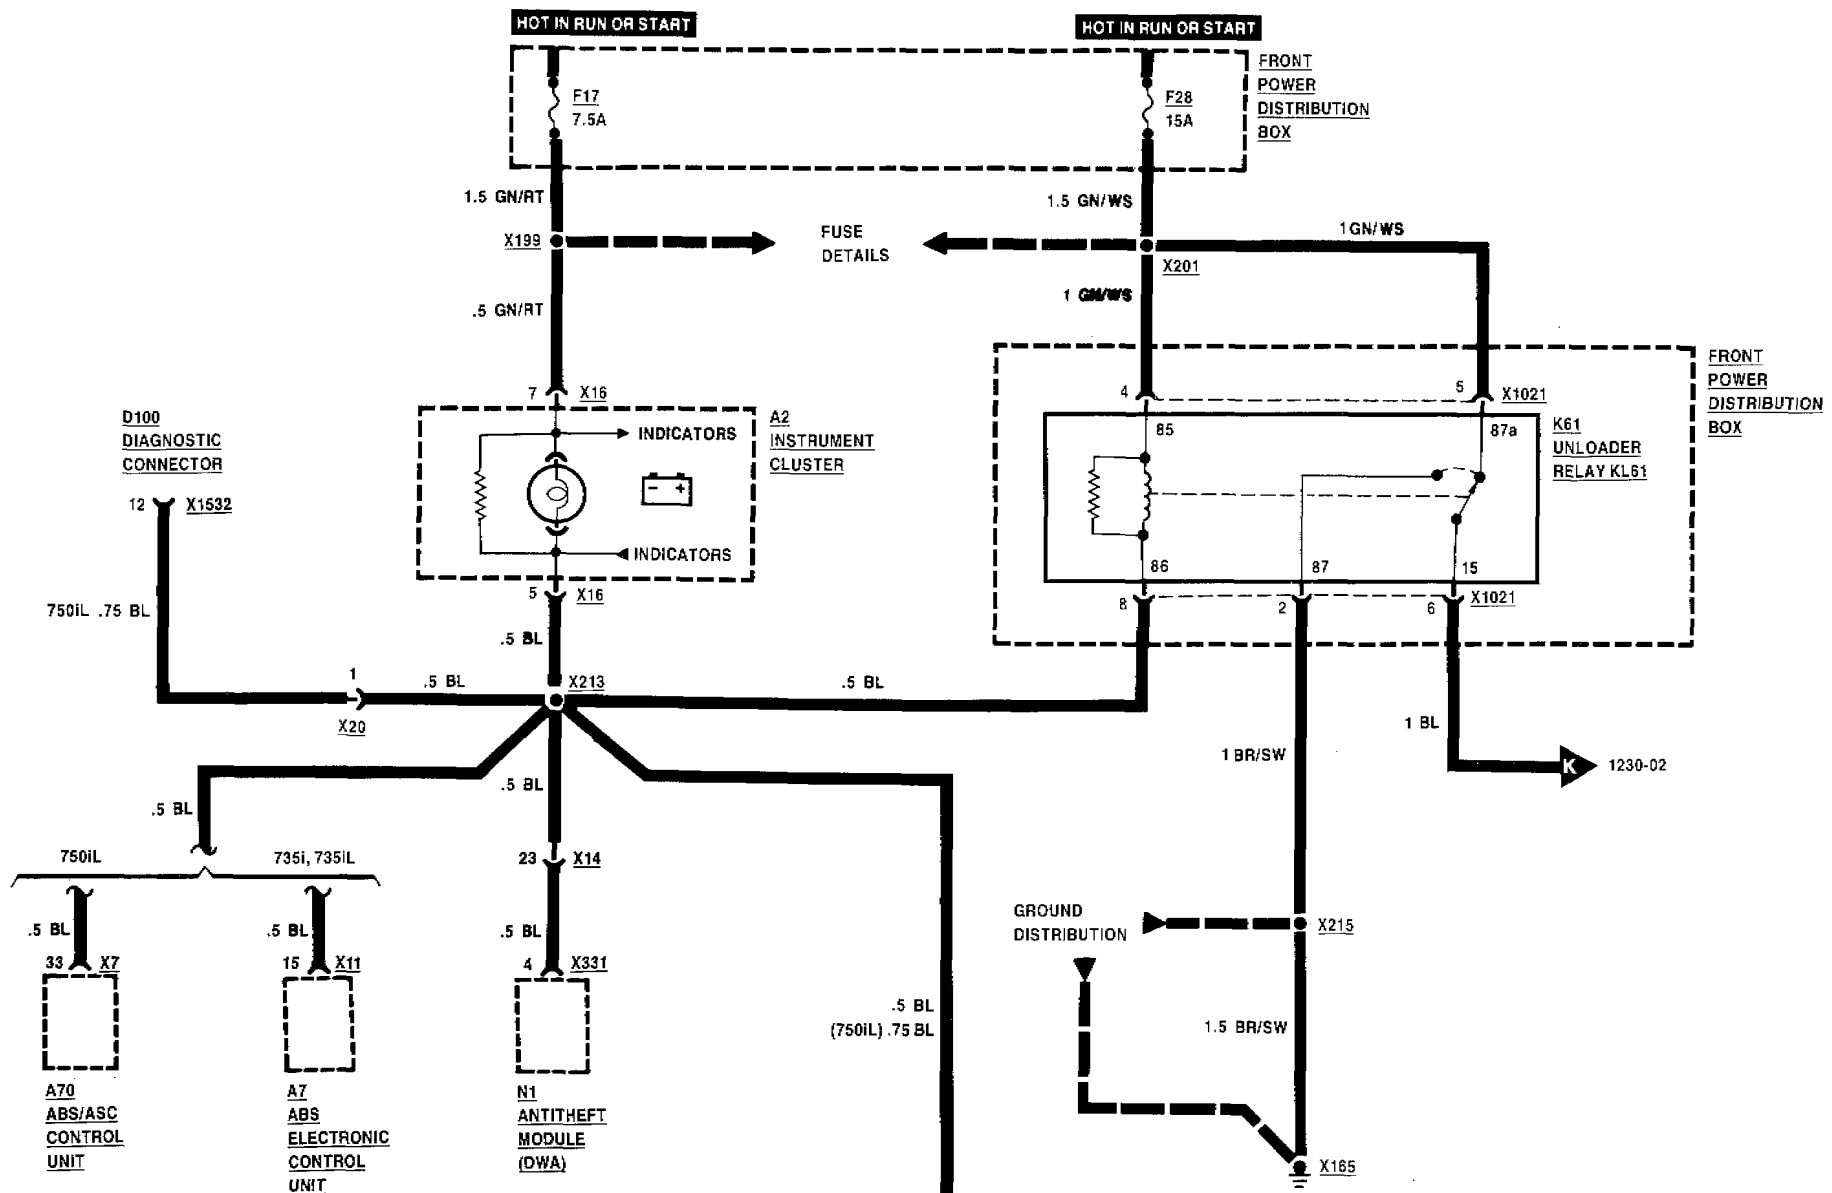 HOT IN RUN OR START
HOT IN RUN OR START
F17
7.5A
F28
15A
FRONT
POWER
DISTRIBUTION
BOX
1.5 GN/RT
1.5 GN/WS
X199
FUSE
DETAILS
1GN/WS
X201
.5 GN/RT
1 GN/WS
FRONT
POWER
DISTRIBUTION
BOX
7
X16
4
5
X1021
D100
DIAGNOSTIC
CONNECTOR
INDICATORS
A2
INSTRUMENT
CLUSTER
85
87a
K61
UNLOADER
RELAY KL61
- +
12
X1532
INDICATORS
86
87
15
5
X16
8
2
6
X1021
750iL .75 BL
.5 BL
1
.5 BL
X213
.5 BL
X20
1 BL
1 BR/SW
K
1230-02
.5 BL
.5 BL
750iL
735i, 735iL
23
X14
.5 BL
.5 BL
.5 BL
33
X7
15
X11
4
X331
GROUND
DISTRIBUTION
X215
.5 BL
(750iL) .75 BL
1.5 BR/SW
A70
ABS/ASC
CONTROL
UNIT
A7
ABS
ELECTRONIC
CONTROL
UNIT
N1
ANTITHEFT
MODULE
(DWA)
X165